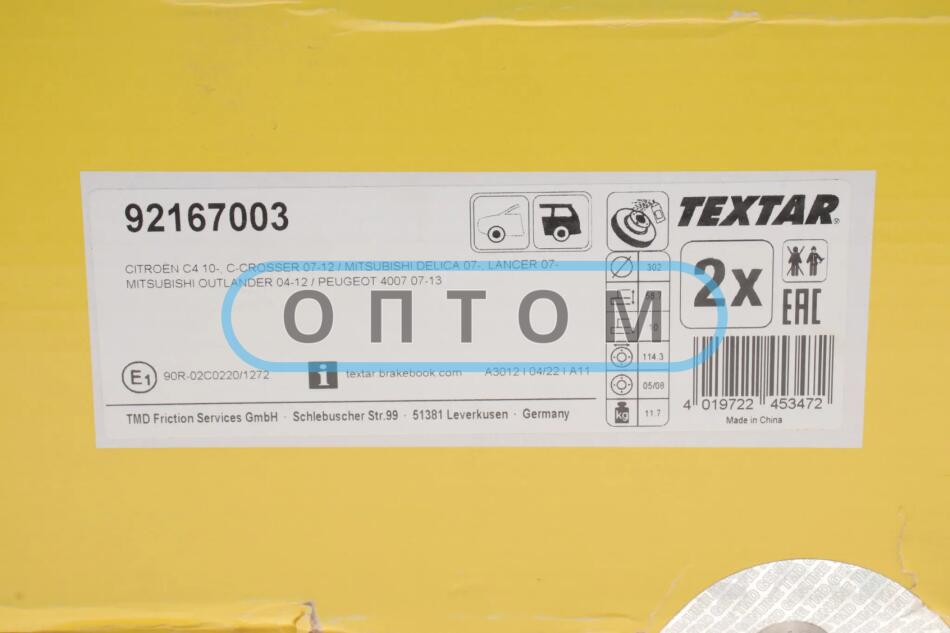 92167003
TEXTAR
CITROËN C4 10-, C-CROSSER 07-12 / MITSUBISHI DELICA 07-, LANCER 07-
MITSUBISHI OUTLANDER 04-12 / PEUGEOT 4007 07-13
302
2x
EAC
ОПТОМ
10
114.3
05/08
kg 11.7
E1 90R-02C0220/1272
i textar brakebook.com A3012 | 04/22 | A11
TMD Friction Services GmbH · Schlebuscher Str.99 · 51381 Leverkusen · Germany
4 019722 453472
Made in China